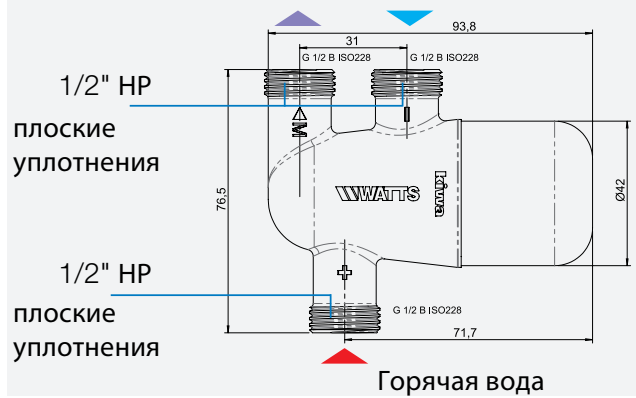 93,8
31
G 1/2 B ISO228
G 1/2 B ISO228
1/2" НР
плоские
уплотнения
M
76,5
WATTS
kiwa
Ø42
1/2" НР
плоские
уплотнения
+
G 1/2 B ISO228
71,7
Горячая вода